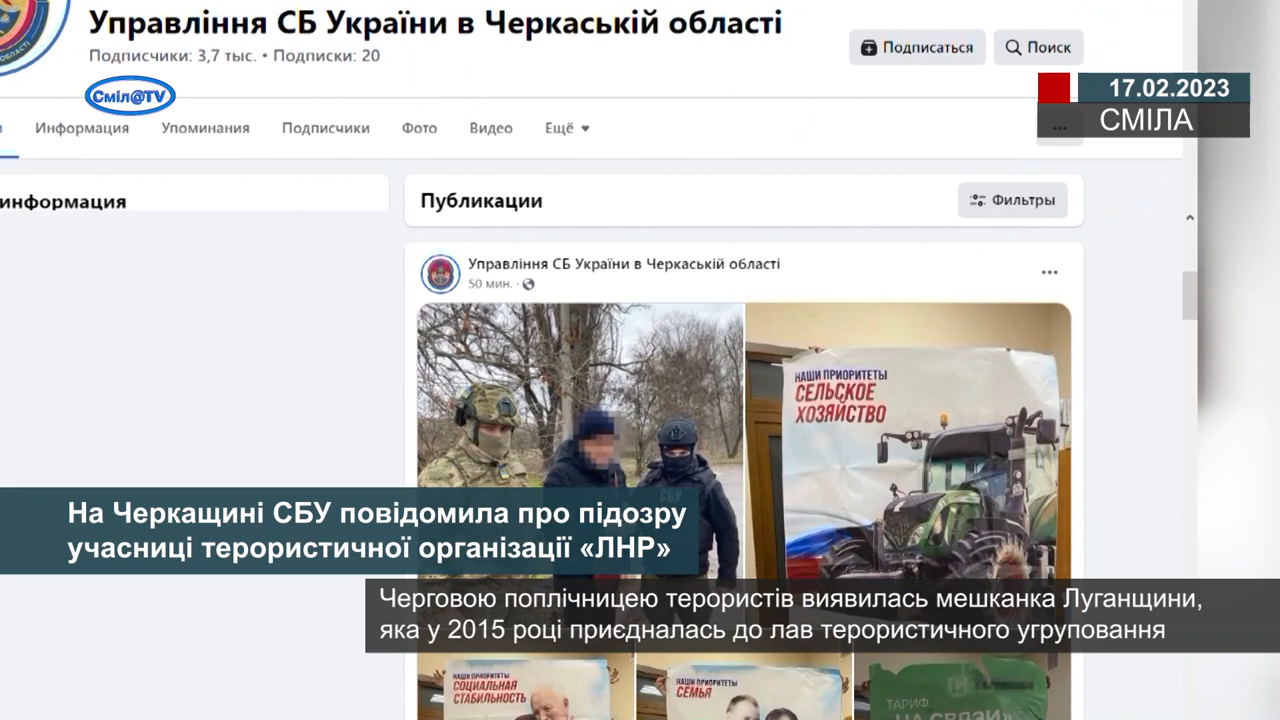 Управління СБ України в Черкаській області
Подписчики: 3,7 тыс. • Подписки: 20
Подписаться
Поиск
Сміл@TV
17.02.2023
СМІЛА
Информация
Упоминания
Подписчики
Фото
Видео
Ещё
информация
Публикации
Фильтры
Управління СБ України в Черкаській області
50 мин.
НАШИ ПРИОРИТЕТЫ
СЕЛЬСКОЕ
ХОЗЯЙСТВО
СБУ
На Черкащині СБУ повідомила про підозру
учасниці терористичної організації «ЛНР»
Черговою поплічницею терористів виявилась мешканка Луганщини,
яка у 2015 році приєдналась до лав терористичного угруповання
НАШИ ПРИОРИТЕТЫ
СОЦИАЛЬНАЯ
СТАБИЛЬНОСТЬ
НАШИ ПРИОРИТЕТЫ
СЕМЬЯ
ТАРИФ
НА СВЯЗИ»